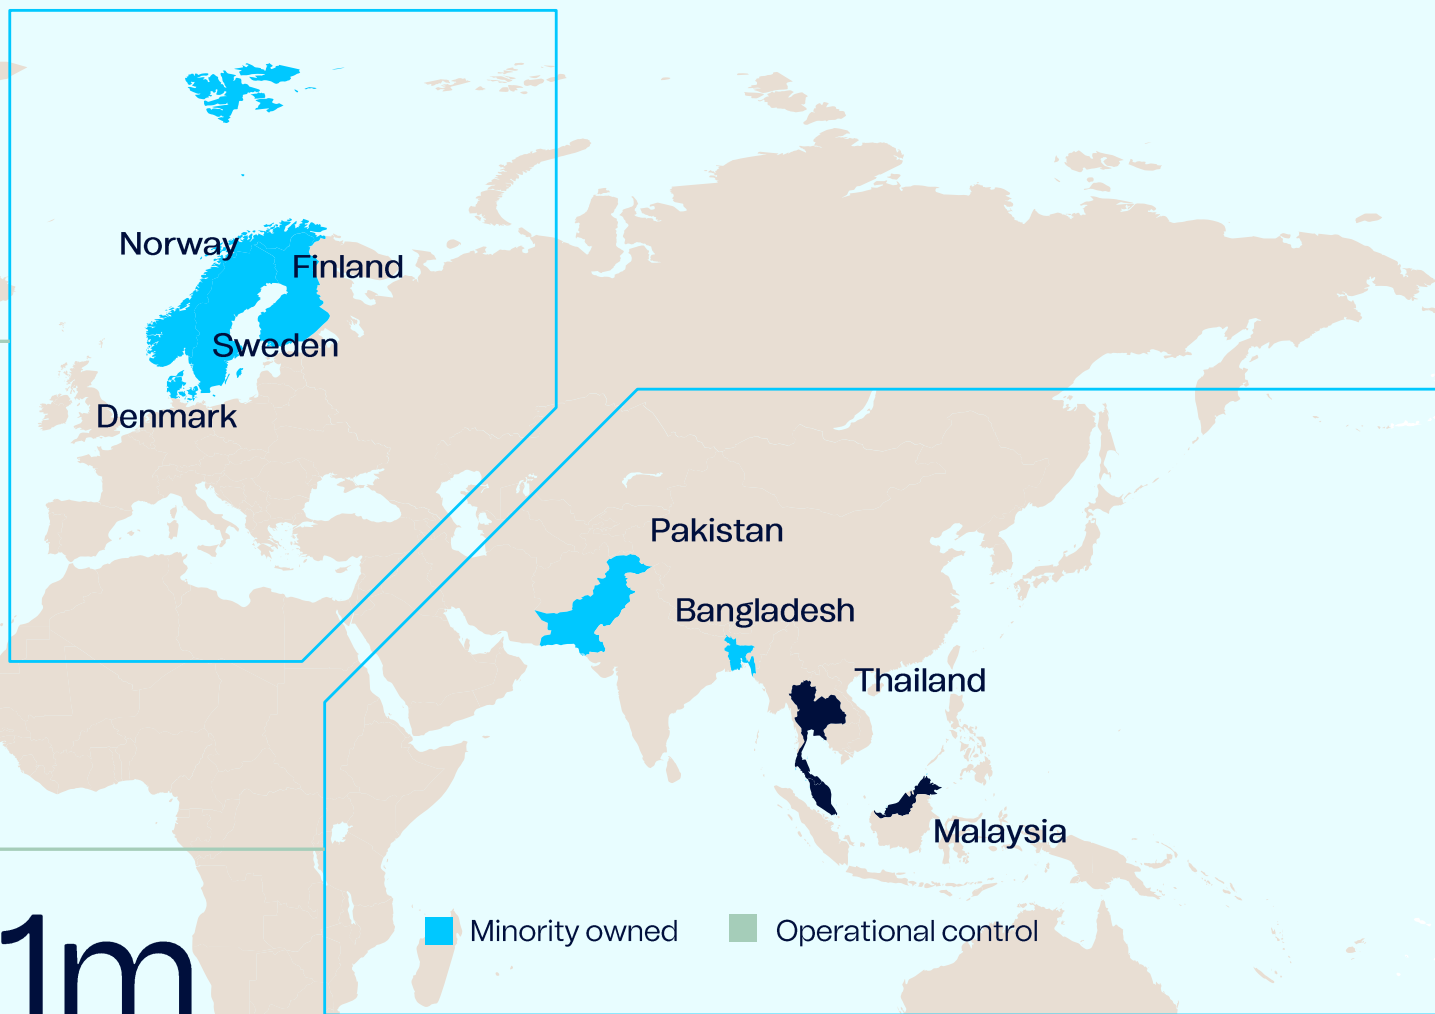 Norway
Finland
Sweden
Denmark
Pakistan
Bangladesh
Thailand
Malaysia
Minority owned
Operational control
1m